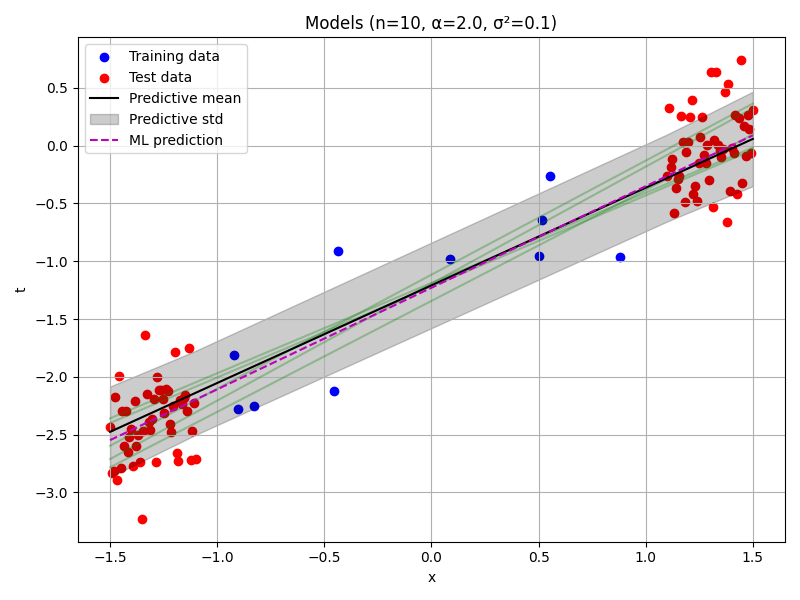 Models (n=10, α=2.0, σ²=0.1)
Training data
Test data
Predictive mean
Predictive std
ML prediction
t
0.5
0.0
−0.5
−1.0
−1.5
−2.0
−2.5
−3.0
−1.5 −1.0 −0.5 0.0 0.5 1.0 1.5
x